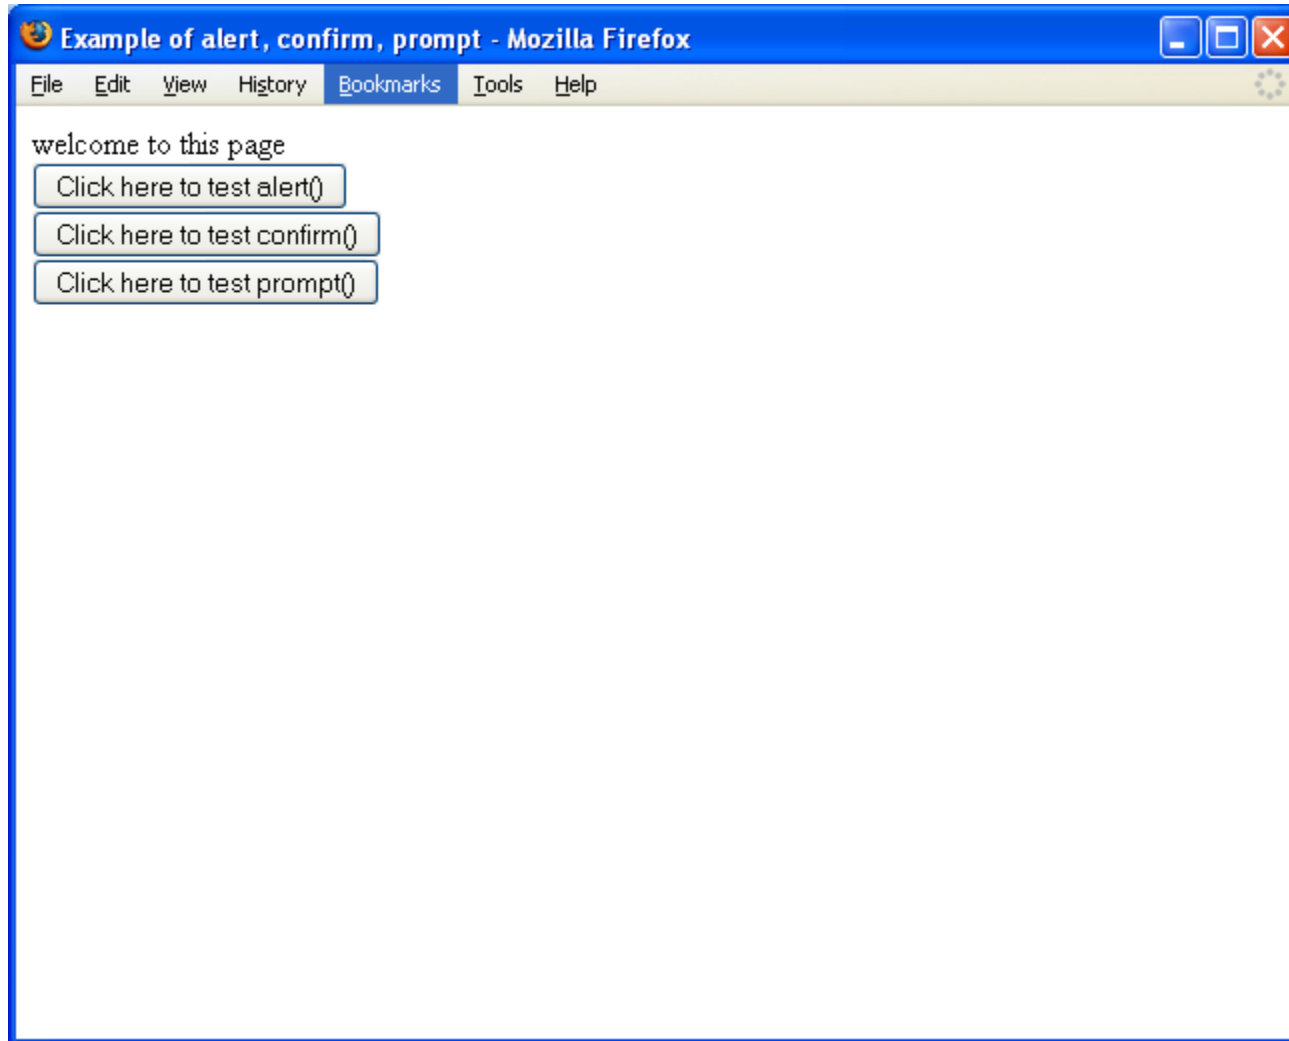 Example of alert, confirm, prompt - Mozilla Firefox
File Edit View History Bookmarks Tools Help
welcome to this page
Click here to test alert()
Click here to test confirm()
Click here to test prompt()